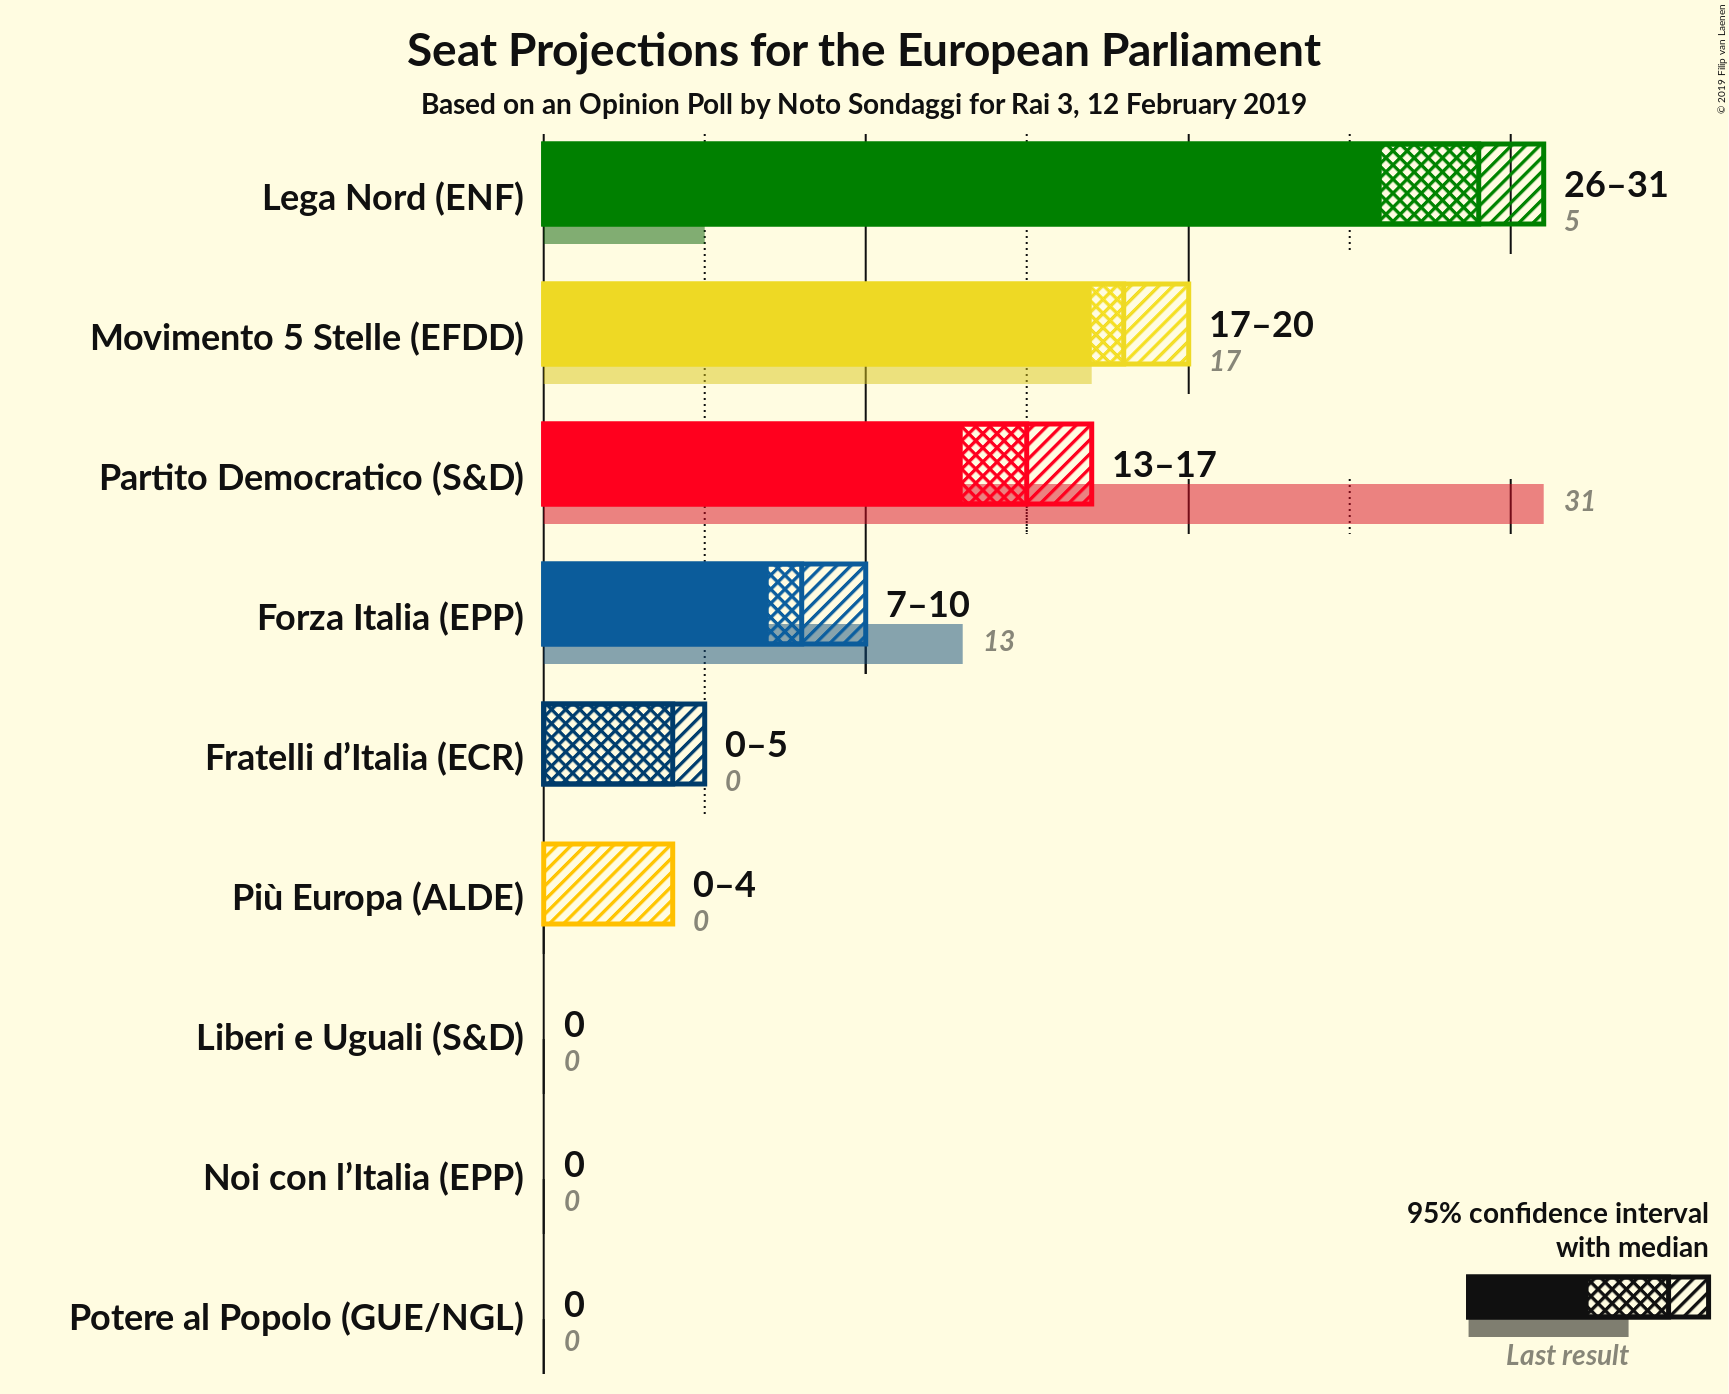 Seat Projections for the European Parliament
Based on an Opinion Poll by Noto Sondaggi for Rai 3, 12 February 2019
© 2019 Filip van Laenen
Lega Nord (ENF)
26–31
5
Movimento 5 Stelle (EFDD)
17–20
17
Partito Democratico (S&D)
13–17
31
Forza Italia (EPP)
7–10
13
Fratelli d’Italia (ECR)
0–5
0
Più Europa (ALDE)
0–4
0
Liberi e Uguali (S&D)
0
0
Noi con l’Italia (EPP)
0
0
Potere al Popolo (GUE/NGL)
0
0
95% confidence interval
with median
Last result